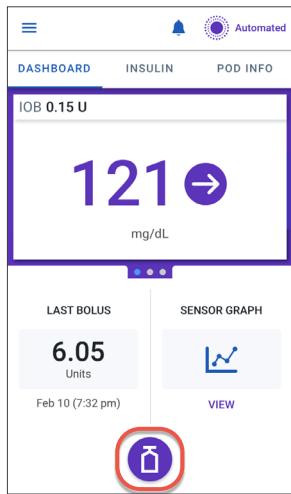 Automated
DASHBOARD INSULIN POD INFO
IOB 0.15 U
121
mg/dL
LAST BOLUS
6.05
Units
Feb 10 (7:32 pm)
SENSOR GRAPH
VIEW